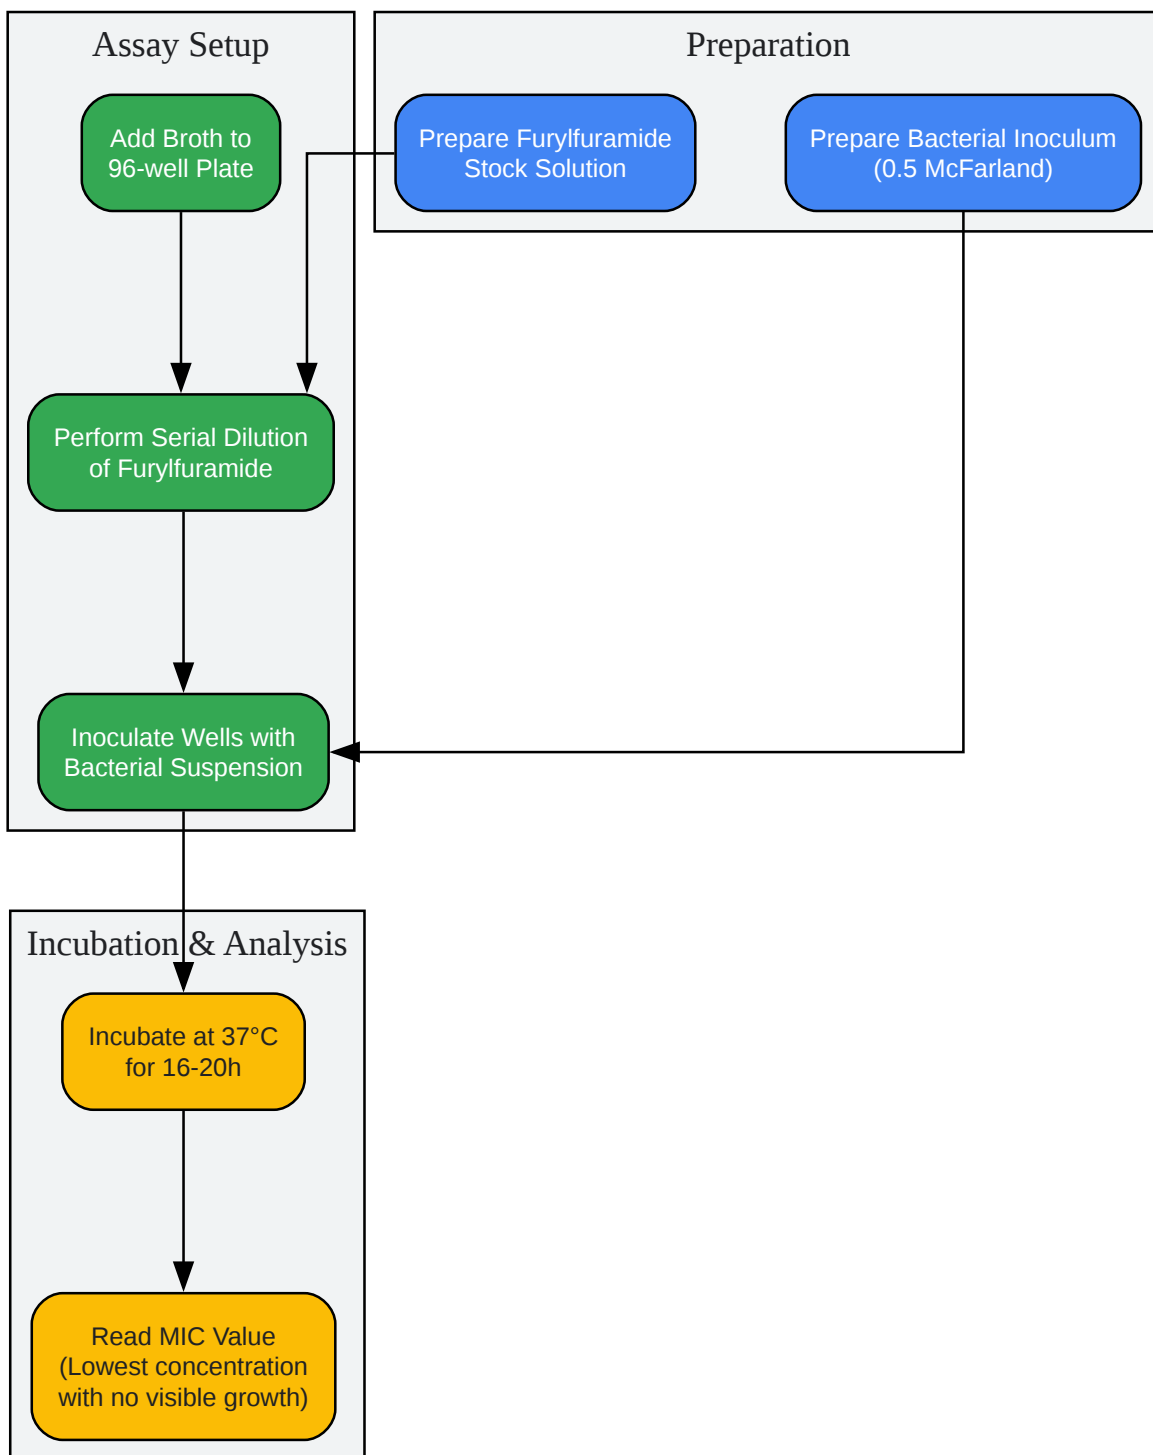 Assay Setup
Add Broth to
96-well Plate
Perform Serial Dilution
of Furylfuramide
Inoculate Wells with
Bacterial Suspension
Preparation
Prepare Furylfuramide
Stock Solution
Prepare Bacterial Inoculum
(0.5 McFarland)
Incubation & Analysis
Incubate at 37°C
for 16-20h
Read MIC Value
(Lowest concentration
with no visible growth)